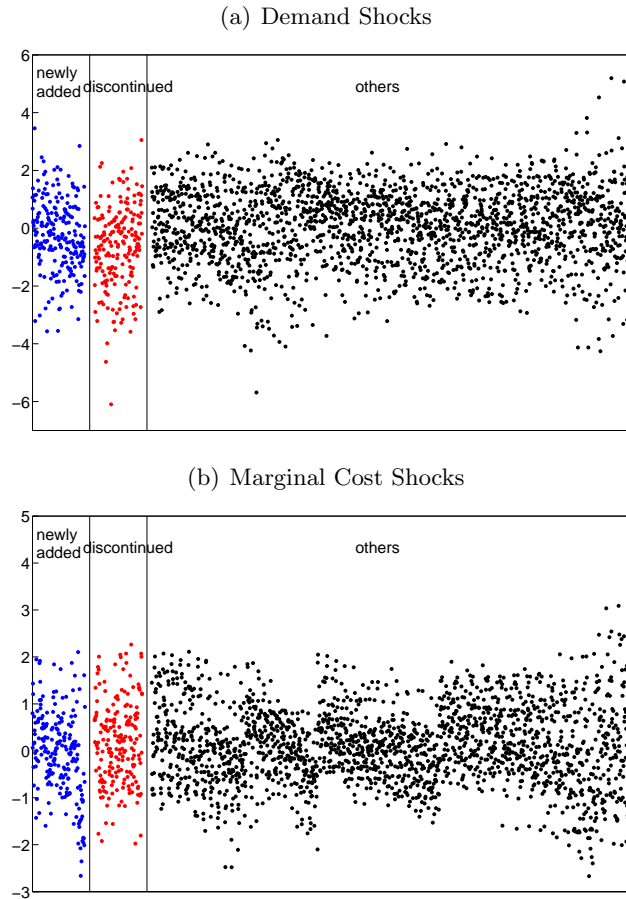 (a) Demand Shocks
6
4
2
0
−2
−4
−6
newly
added
discontinued
others
(b) Marginal Cost Shocks
5
4
3
2
1
0
−1
−2
−3
newly
added
discontinued
others